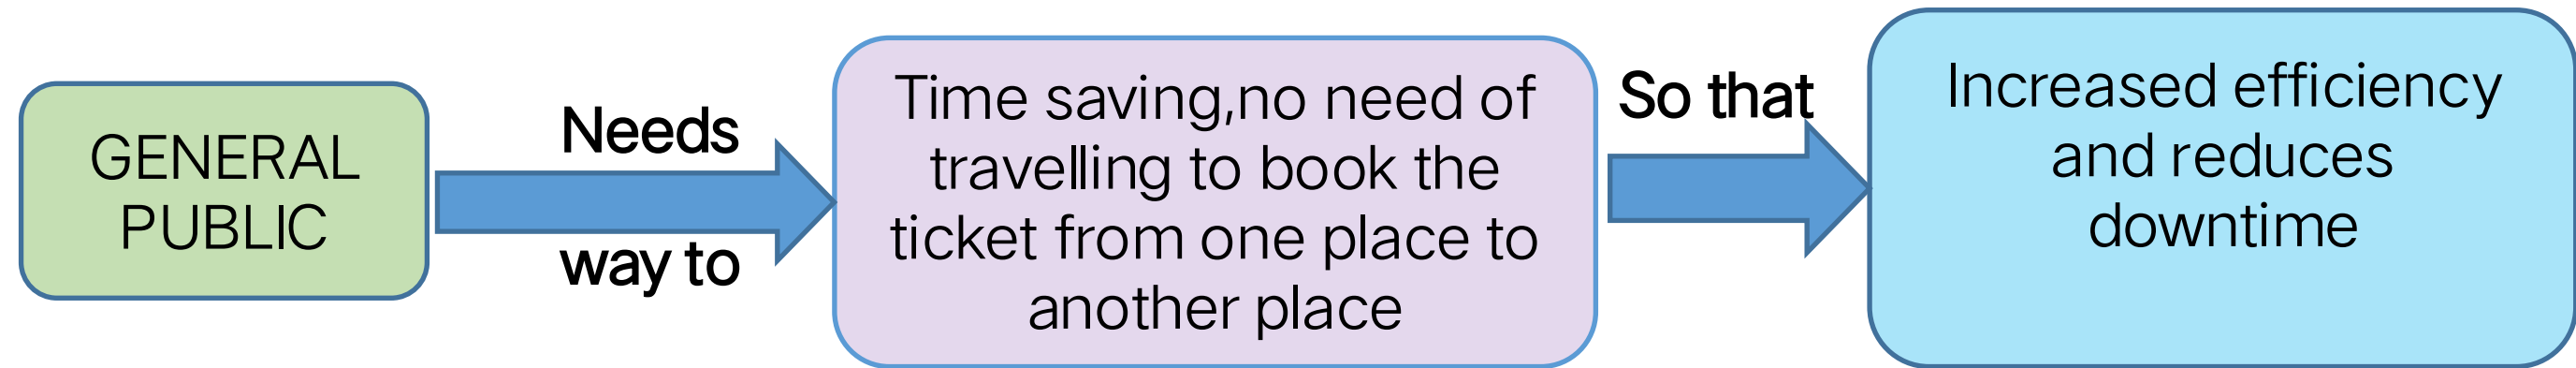 GENERAL
PUBLIC
Needs
way to
Time saving,no need of
travelling to book the
ticket from one place to
another place
So that
Increased efficiency
and reduces
downtime